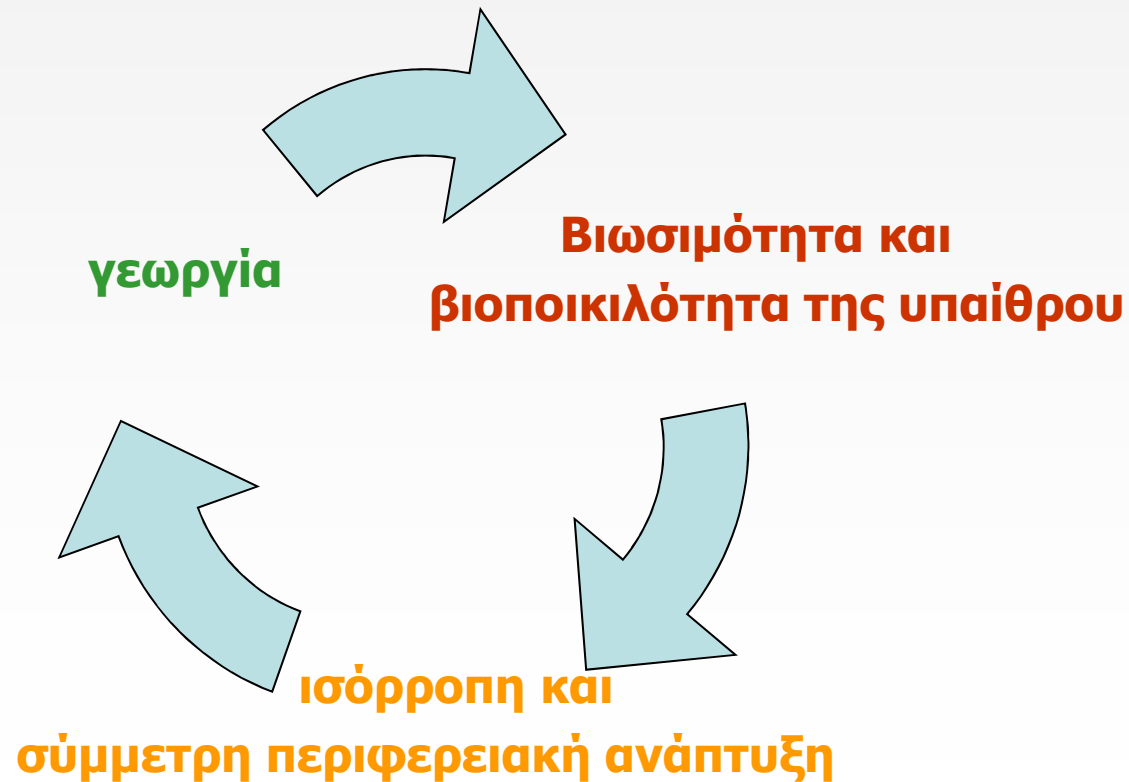 γεωργία
Βιωσιμότητα και
βιοποικιλότητα της υπαίθρου
ισόρροπη και
σύμμετρη περιφερειακή ανάπτυξη